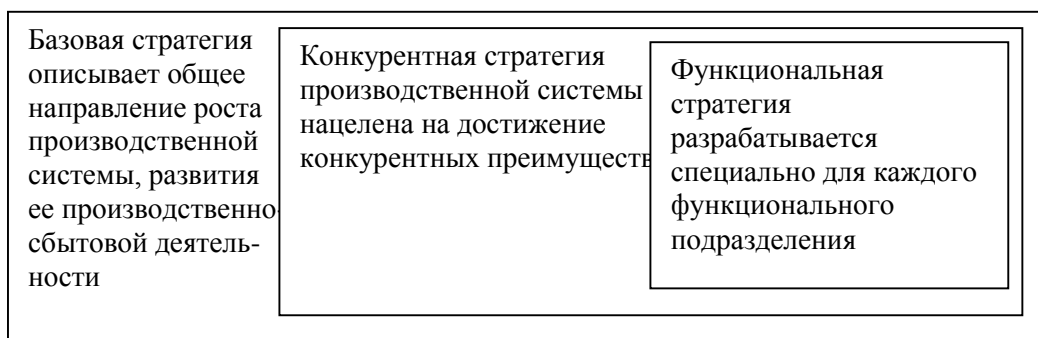 Базовая стратегия
описывает общее
направление роста
производственной
системы, развития
ее производственно
сбытовой деятель-
ности
Конкурентная стратегия
производственной системы
нацелена на достижение
конкурентных преимуществ
Функциональная
стратегия
разрабатывается
специально для каждого
функционального
подразделения